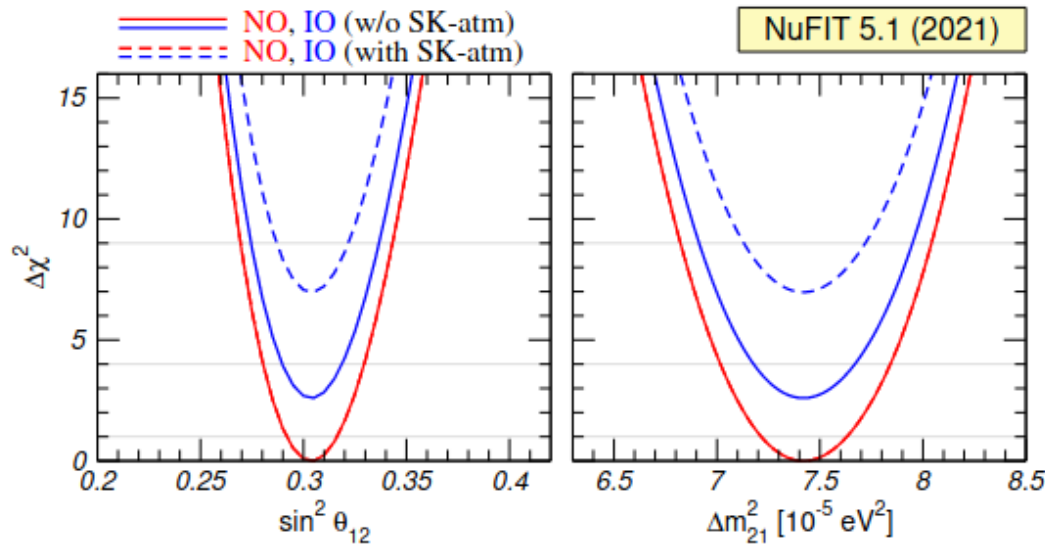 NO, IO (w/o SK-atm)
NO, IO (with SK-atm)
NuFIT 5.1 (2021)
15
10
5
0
Δχ²
0.2 0.25 0.3 0.35 0.4
sin² θ₁₂
6.5 7 7.5 8 8.5
Δm²₂₁ [10⁻⁵ eV²]